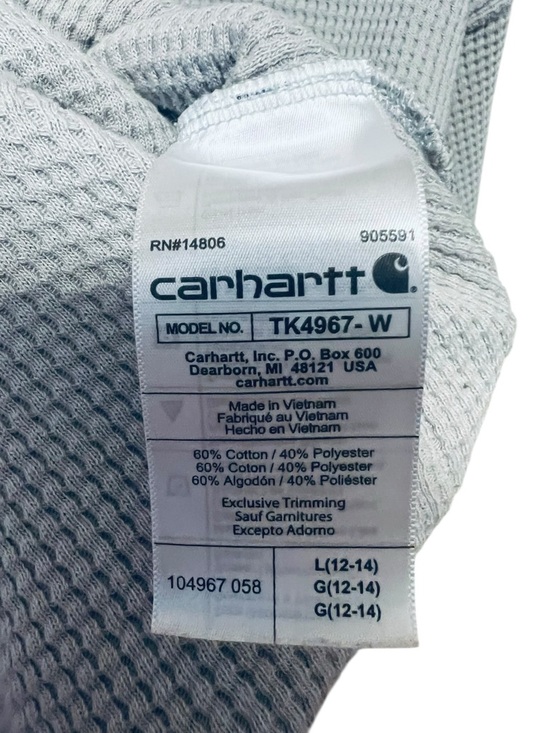 RN#14806 905591
carhartt
MODEL NO. TK4967-W
Carhartt, Inc. P.O. Box 600
Dearborn, MI 48121 USA
carhartt.com
Made in Vietnam
Fabriqué au Vietnam
Hecho en Vietnam
60% Cotton / 40% Polyester
60% Coton / 40% Polyester
60% Algodón / 40% Poliéster
Exclusive Trimming
Sauf Garnitures
Excepto Adorno
104967 058
L(12-14)
G(12-14)
G(12-14)